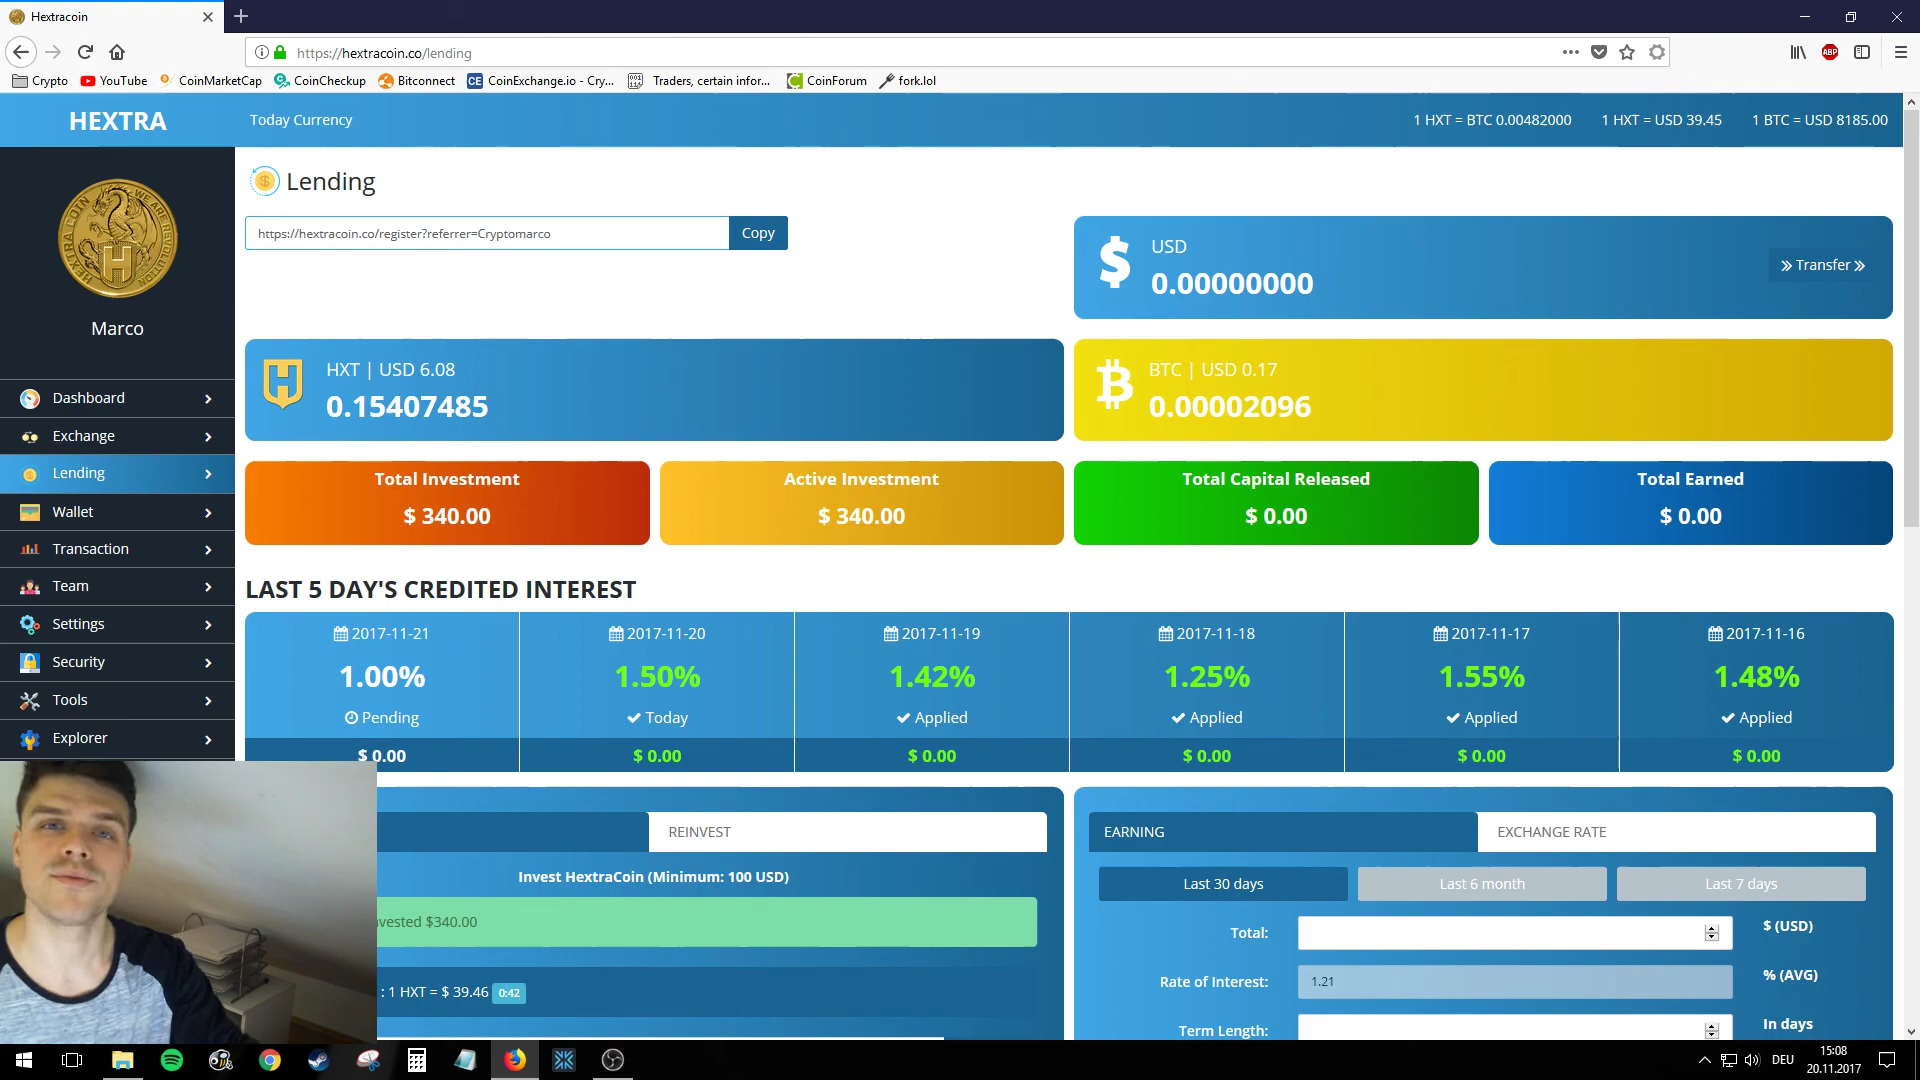 Hextracoin
https://hextracoin.co/lending
Crypto
YouTube
CoinMarketCap
CoinCheckup
Bitconnect
CoinExchange.io - Cry...
Traders, certain infor...
CoinForum
fork.lol
HEXTRA
Today Currency
1 HXT = BTC 0.00482000
1 HXT = USD 39.45
1 BTC = USD 8185.00
HEXTRACOIN WE ARE REVOLUTION
H
Marco
Dashboard
Exchange
Lending
Wallet
Transaction
Team
Settings
Security
Tools
Explorer
Lending
https://hextracoin.co/register?referrer=Cryptomarco
Copy
USD
0.00000000
Transfer
HXT | USD 6.08
0.15407485
BTC | USD 0.17
0.00002096
Total Investment
$ 340.00
Active Investment
$ 340.00
Total Capital Released
$ 0.00
Total Earned
$ 0.00
LAST 5 DAY'S CREDITED INTEREST
2017-11-21
1.00%
Pending
$ 0.00
2017-11-20
1.50%
Today
$ 0.00
2017-11-19
1.42%
Applied
$ 0.00
2017-11-18
1.25%
Applied
$ 0.00
2017-11-17
1.55%
Applied
$ 0.00
2017-11-16
1.48%
Applied
$ 0.00
REINVEST
Invest HextraCoin (Minimum: 100 USD)
vested $340.00
: 1 HXT = $ 39.46 0:42
EARNING
EXCHANGE RATE
Last 30 days
Last 6 month
Last 7 days
Total:
$ (USD)
Rate of Interest:
1.21
% (AVG)
Term Length:
In days
DEU
15:08
20.11.2017